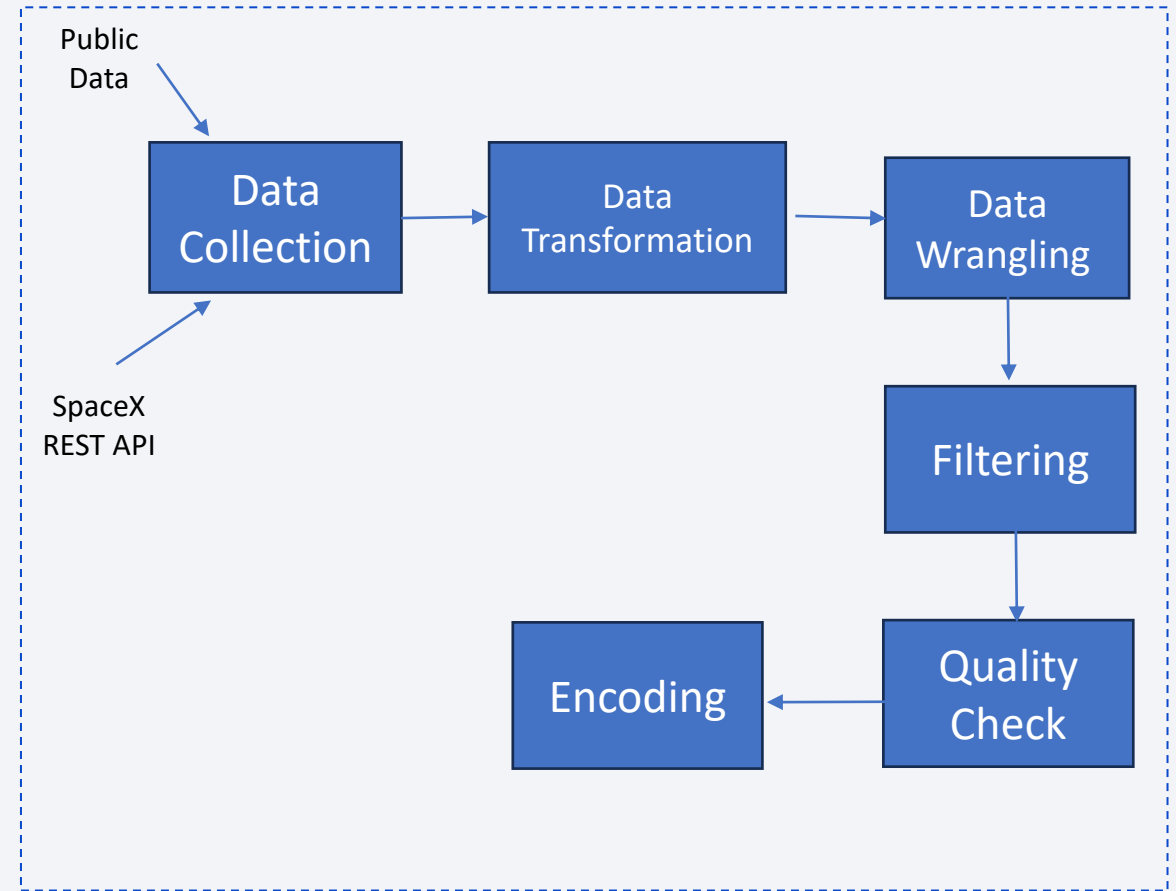 Public
Data
Data
Collection
Data
Transformation
Data
Wrangling
SpaceX
REST API
Filtering
Quality
Check
Encoding